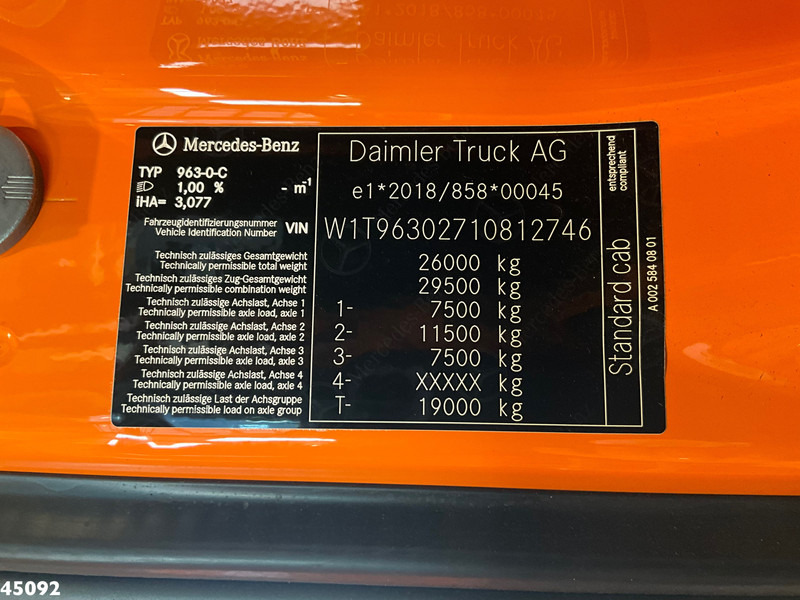 Mercedes-Benz
TYP 963-0-C
1,00 % - m⁻¹
iHA= 3,077
Daimler Truck AG
e1*2018/858*00045
Fahrzeugidentifizierungsnummer
Vehicle Identification Number VIN W1T96302710812746
Technisch zulässiges Gesamtgewicht
Technically permissible total weight 26000 kg
Technisch zulässiges Zug-Gesamtgewicht
Technically permissible combination weight 29500 kg
Technisch zulässige Achslast, Achse 1
Technically permissible axle load, axle 1 1- 7500 kg
Technisch zulässige Achslast, Achse 2
Technically permissible axle load, axle 2 2- 11500 kg
Technisch zulässige Achslast, Achse 3
Technically permissible axle load, axle 3 3- 7500 kg
Technisch zulässige Achslast, Achse 4
Technically permissible axle load, axle 4 4- XXXXX kg
Technisch zulässige Last der Achsgruppe
Technically permissible load on axle group T- 19000 kg
entsprechend
compliant
Standard cab
A 002 584 08 01
45092